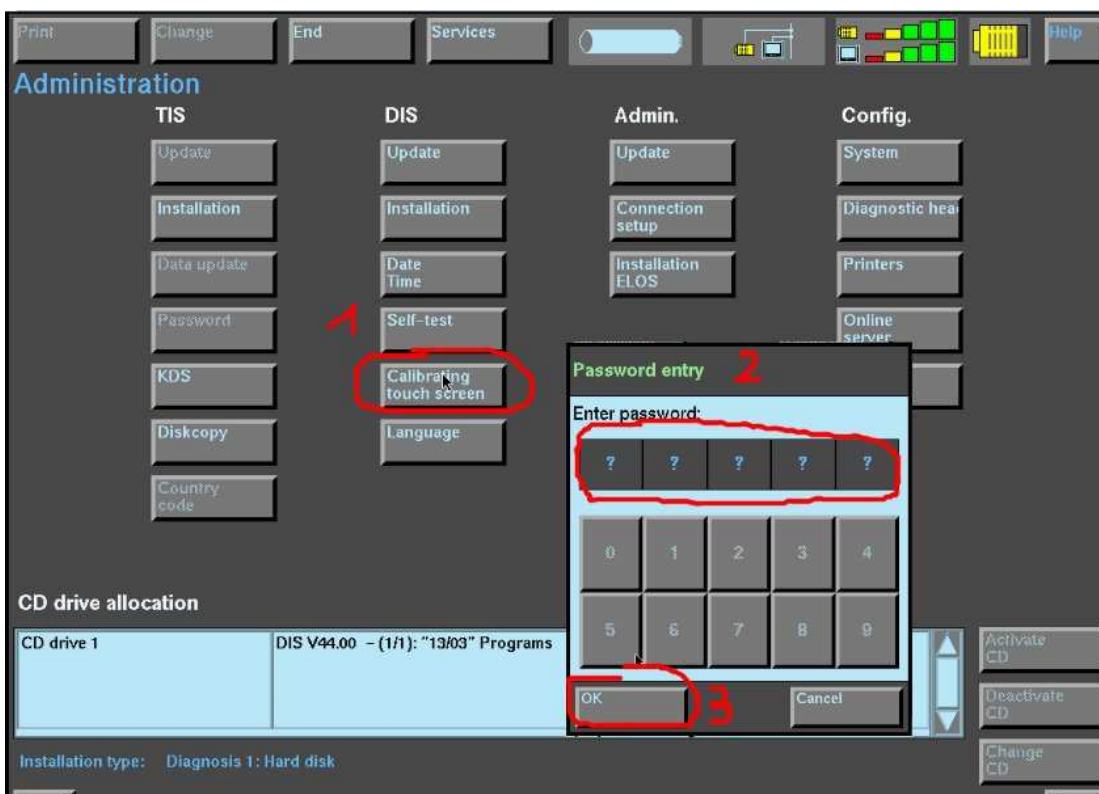 Print
Change
End
Services
Help
Administration
TIS
DIS
Admin.
Config.
Update
Update
Update
System
Installation
Installation
Connection
setup
Diagnostic hea
Data update
Date
Time
Installation
ELOS
Printers
Password
Self-test
Online
server
1
KDS
Calibrating
touch screen
Diskcopy
Language
Country
code
Password entry
2
Enter password:
? ? ? ? ?
0 1 2 3 4
5 6 7 8 9
OK
3
Cancel
CD drive allocation
CD drive 1
DIS V44.00 - (1/1): "13/03" Programs
Activate
CD
Deactivate
CD
Change
CD
Installation type: Diagnosis 1: Hard disk